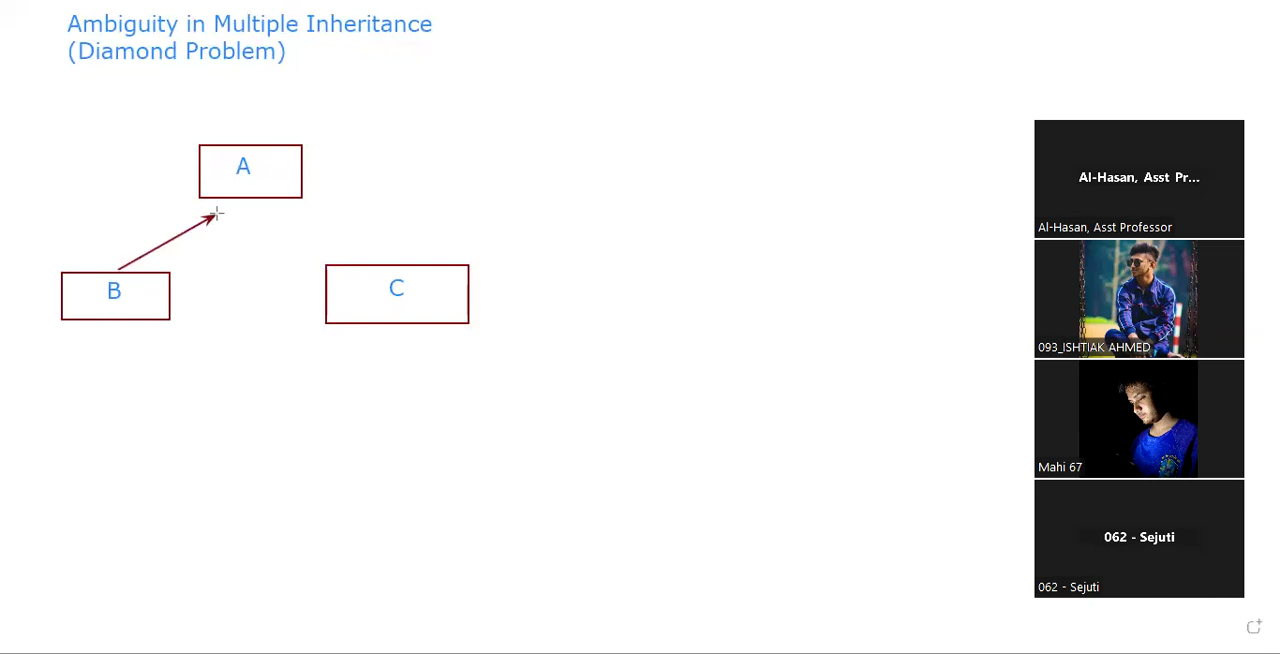 Ambiguity in Multiple Inheritance
(Diamond Problem)
A
B
C
Al-Hasan, Asst Pr...
Al-Hasan, Asst Professor
093_ISHTIAK AHMED
Mahi 67
062 - Sejuti
062 - Sejuti